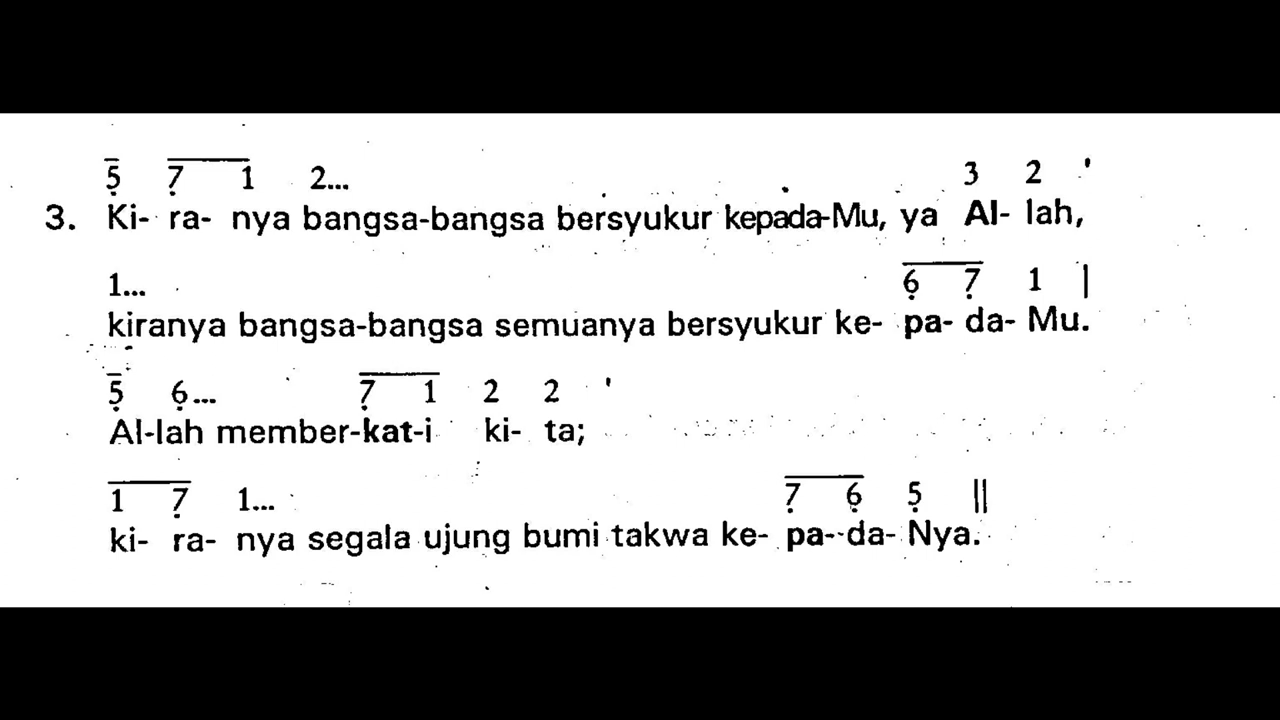 5̣ 7̣ 1 2... 3 2 '
3. Ki- ra- nya bangsa-bangsa bersyukur kepada-Mu, ya Al- lah,
1... 6̣ 7̣ 1 |
kiranya bangsa-bangsa semuanya bersyukur ke- pa- da- Mu.
5̣ 6̣... 7̣ 1 2 2 '
Al-lah member-kat-i ki- ta;
1 7̣ 1... 7̣ 6̣ 5̣ ||
ki- ra- nya segala ujung bumi takwa ke- pa- da- Nya.